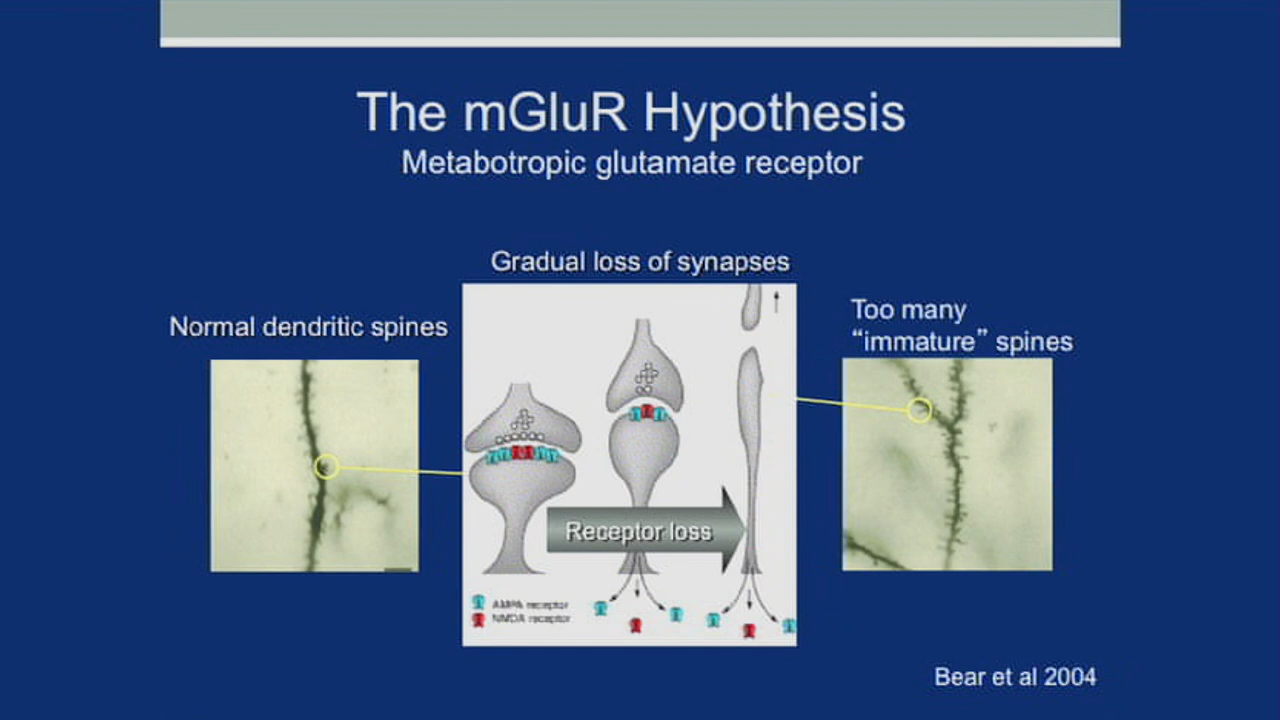 The mGluR Hypothesis
Metabotropic glutamate receptor
Gradual loss of synapses
Normal dendritic spines
Too many
“immature” spines
Receptor loss
AMPA receptor
NMDA receptor
Bear et al 2004